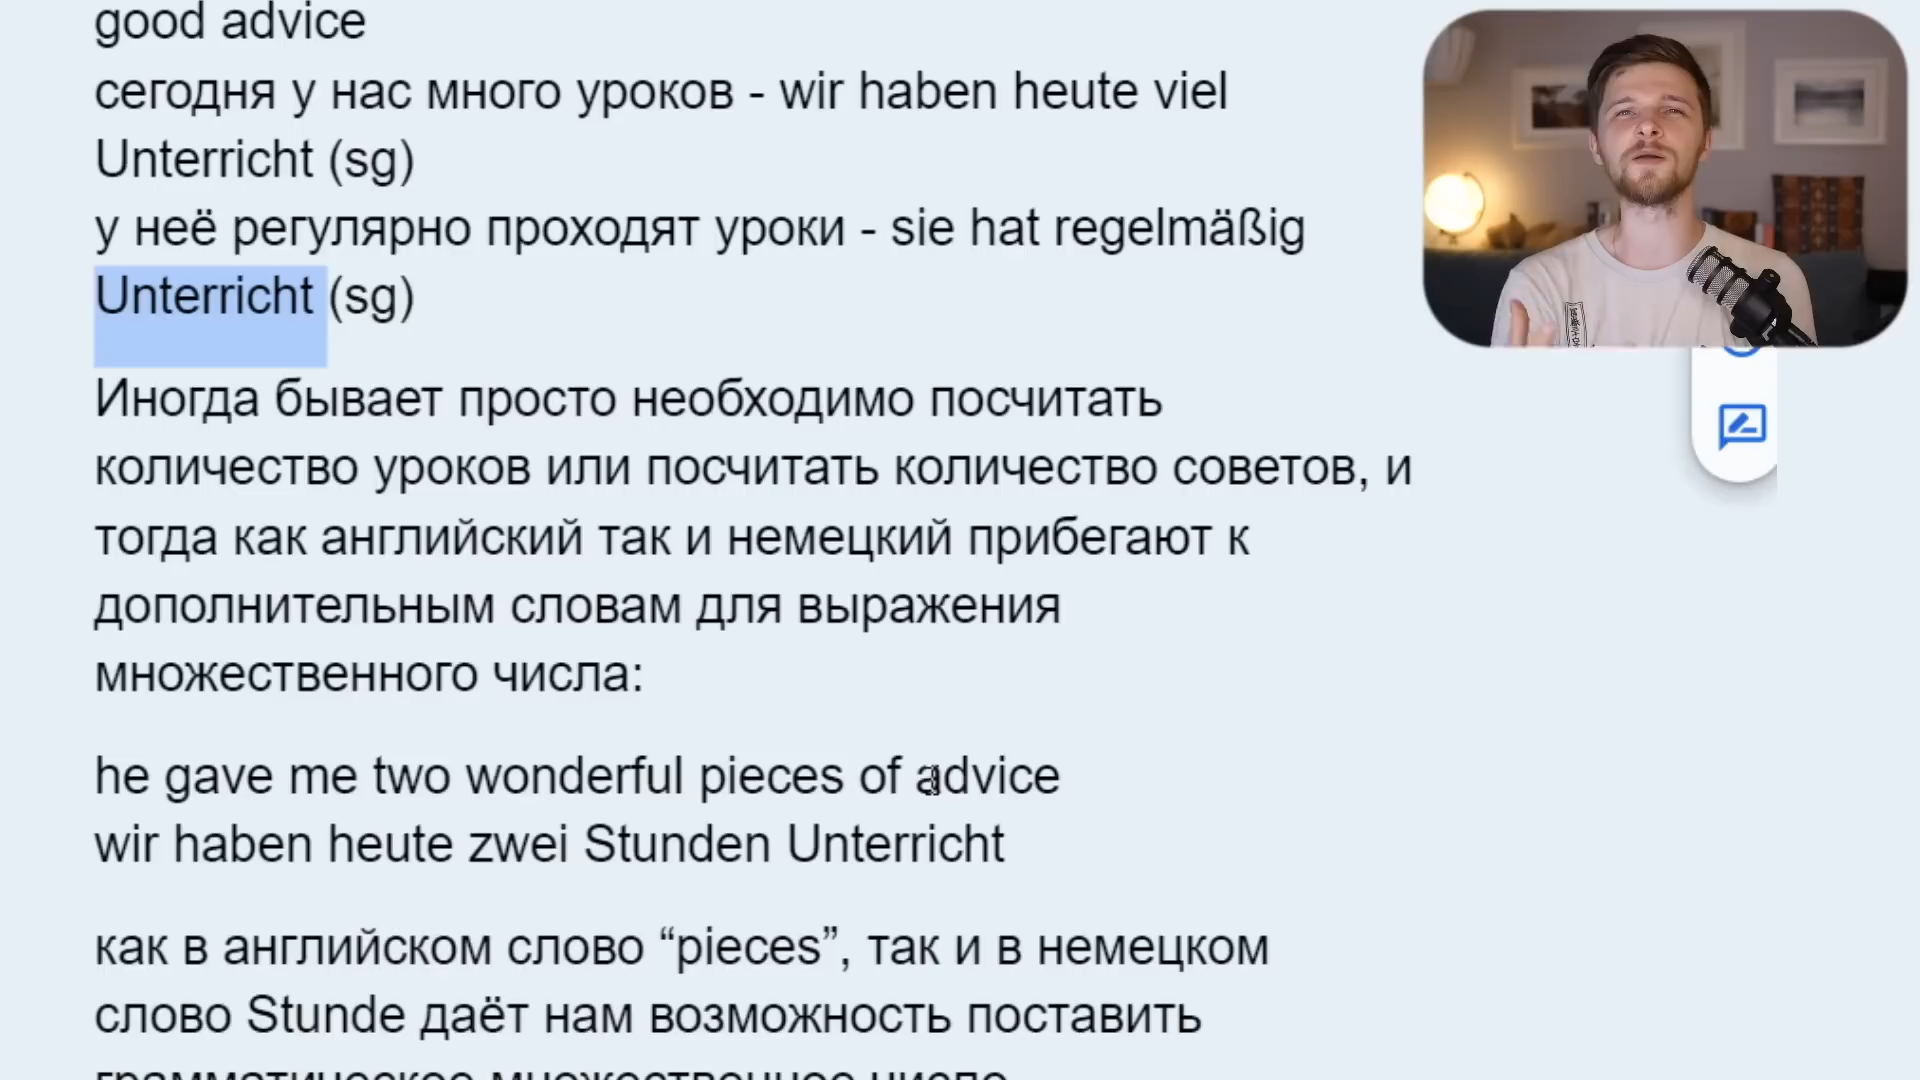 good advice
сегодня у нас много уроков - wir haben heute viel
Unterricht (sg)
у неё регулярно проходят уроки - sie hat regelmäßig
Unterricht (sg)
Иногда бывает просто необходимо посчитать
количество уроков или посчитать количество советов, и
тогда как английский так и немецкий прибегают к
дополнительным словам для выражения
множественного числа:
he gave me two wonderful pieces of advice
wir haben heute zwei Stunden Unterricht
как в английском слово “pieces”, так и в немецком
слово Stunde даёт нам возможность поставить
грамматическое множественное число